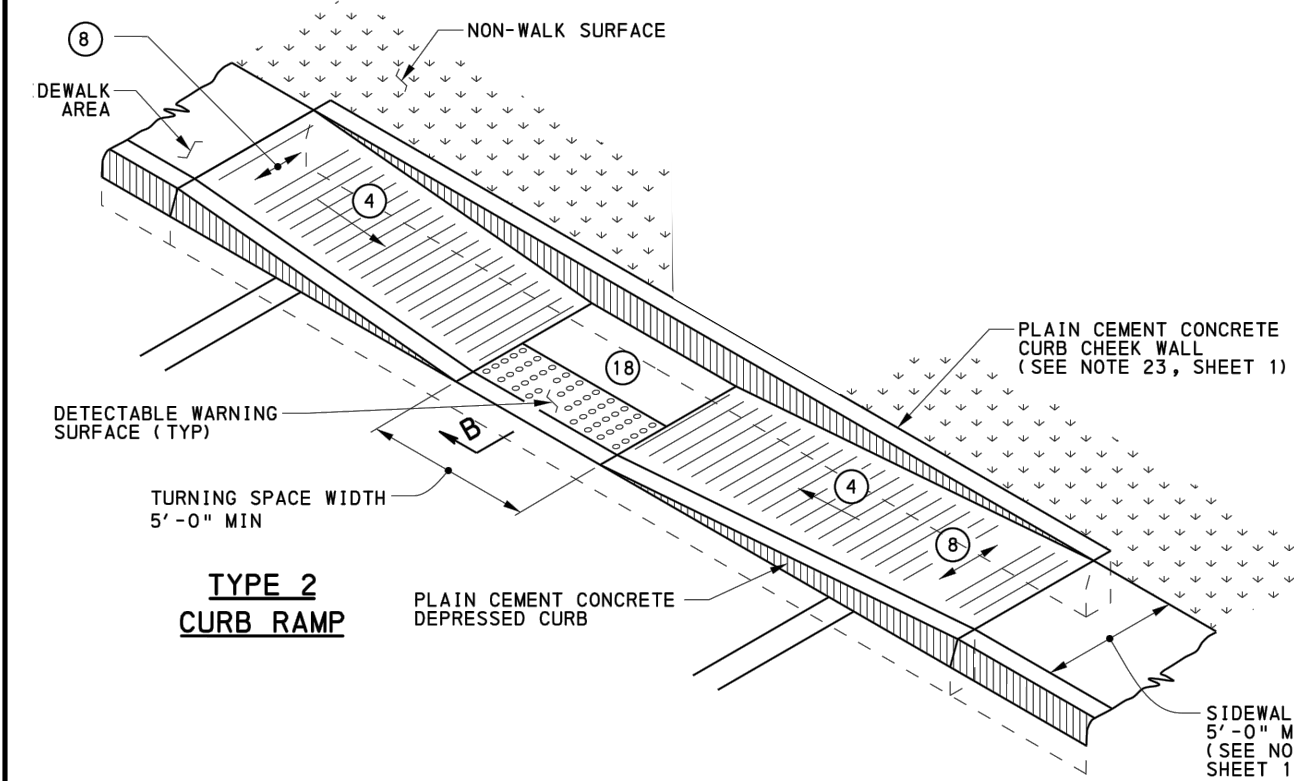 8
NON-WALK SURFACE
DEWALK
AREA
4
PLAIN CEMENT CONCRETE
CURB CHEEK WALL
(SEE NOTE 23, SHEET 1)
18
DETECTABLE WARNING
SURFACE (TYP)
B
4
TURNING SPACE WIDTH
5'-0" MIN
8
TYPE 2
CURB RAMP
PLAIN CEMENT CONCRETE
DEPRESSED CURB
SIDEWAL
5'-0" M
(SEE NO
SHEET 1